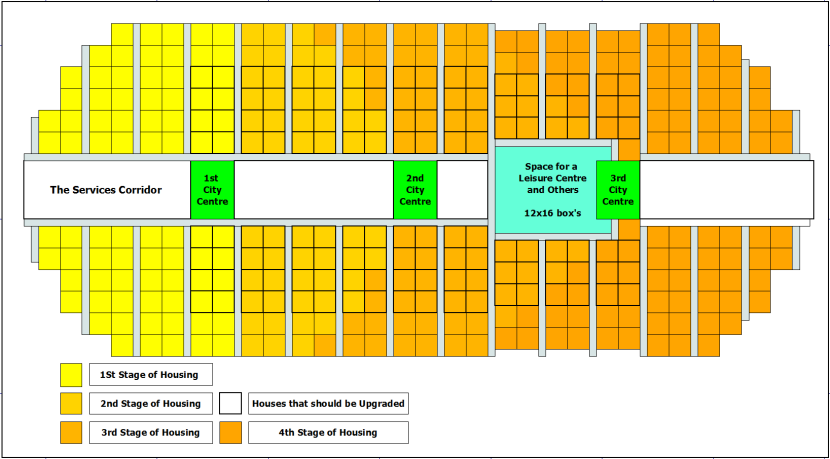 The Services Corridor
1st
City
Centre
2nd
City
Centre
Space for a
Leisure Centre
and Others
12x16 box's
3rd
City
Centre
1St Stage of Housing
2nd Stage of Housing
Houses that should be Upgraded
3rd Stage of Housing
4th Stage of Housing